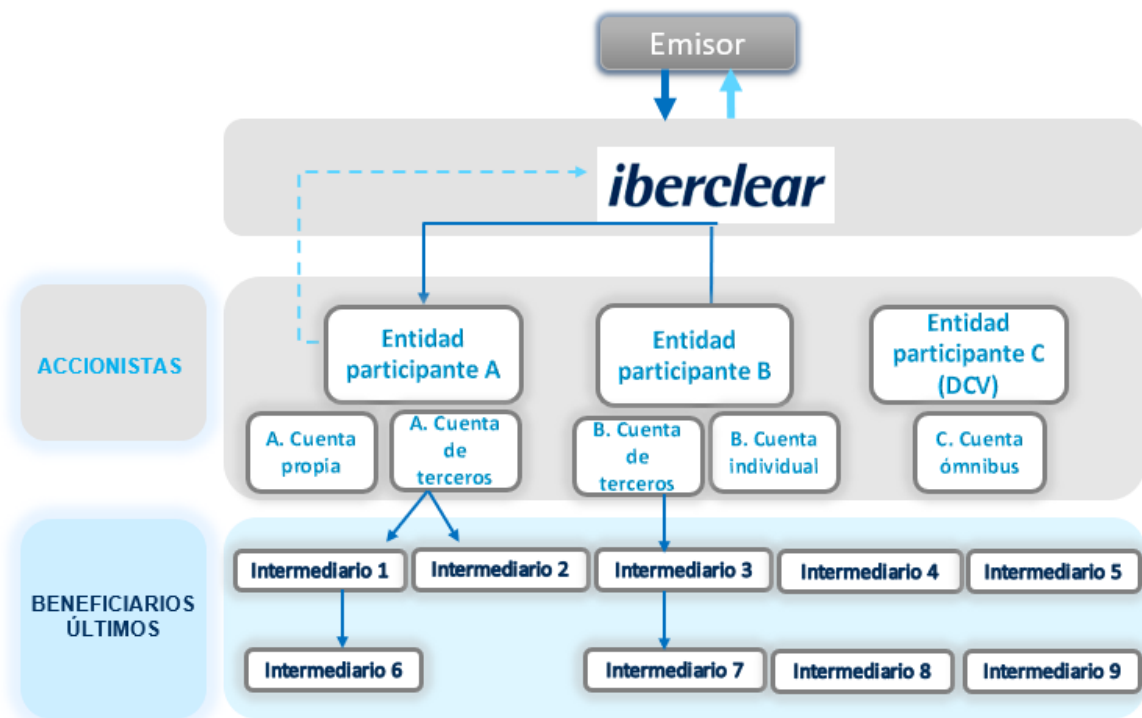 Emisor
iberclear
ACCIONISTAS
Entidad
participante A
Entidad
participante B
Entidad
participante C
(DCV)
A. Cuenta
propia
A. Cuenta
de
terceros
B. Cuenta
de
terceros
B. Cuenta
individual
C. Cuenta
ómnibus
BENEFICIARIOS
ÚLTIMOS
Intermediario 1
Intermediario 2
Intermediario 3
Intermediario 4
Intermediario 5
Intermediario 6
Intermediario 7
Intermediario 8
Intermediario 9